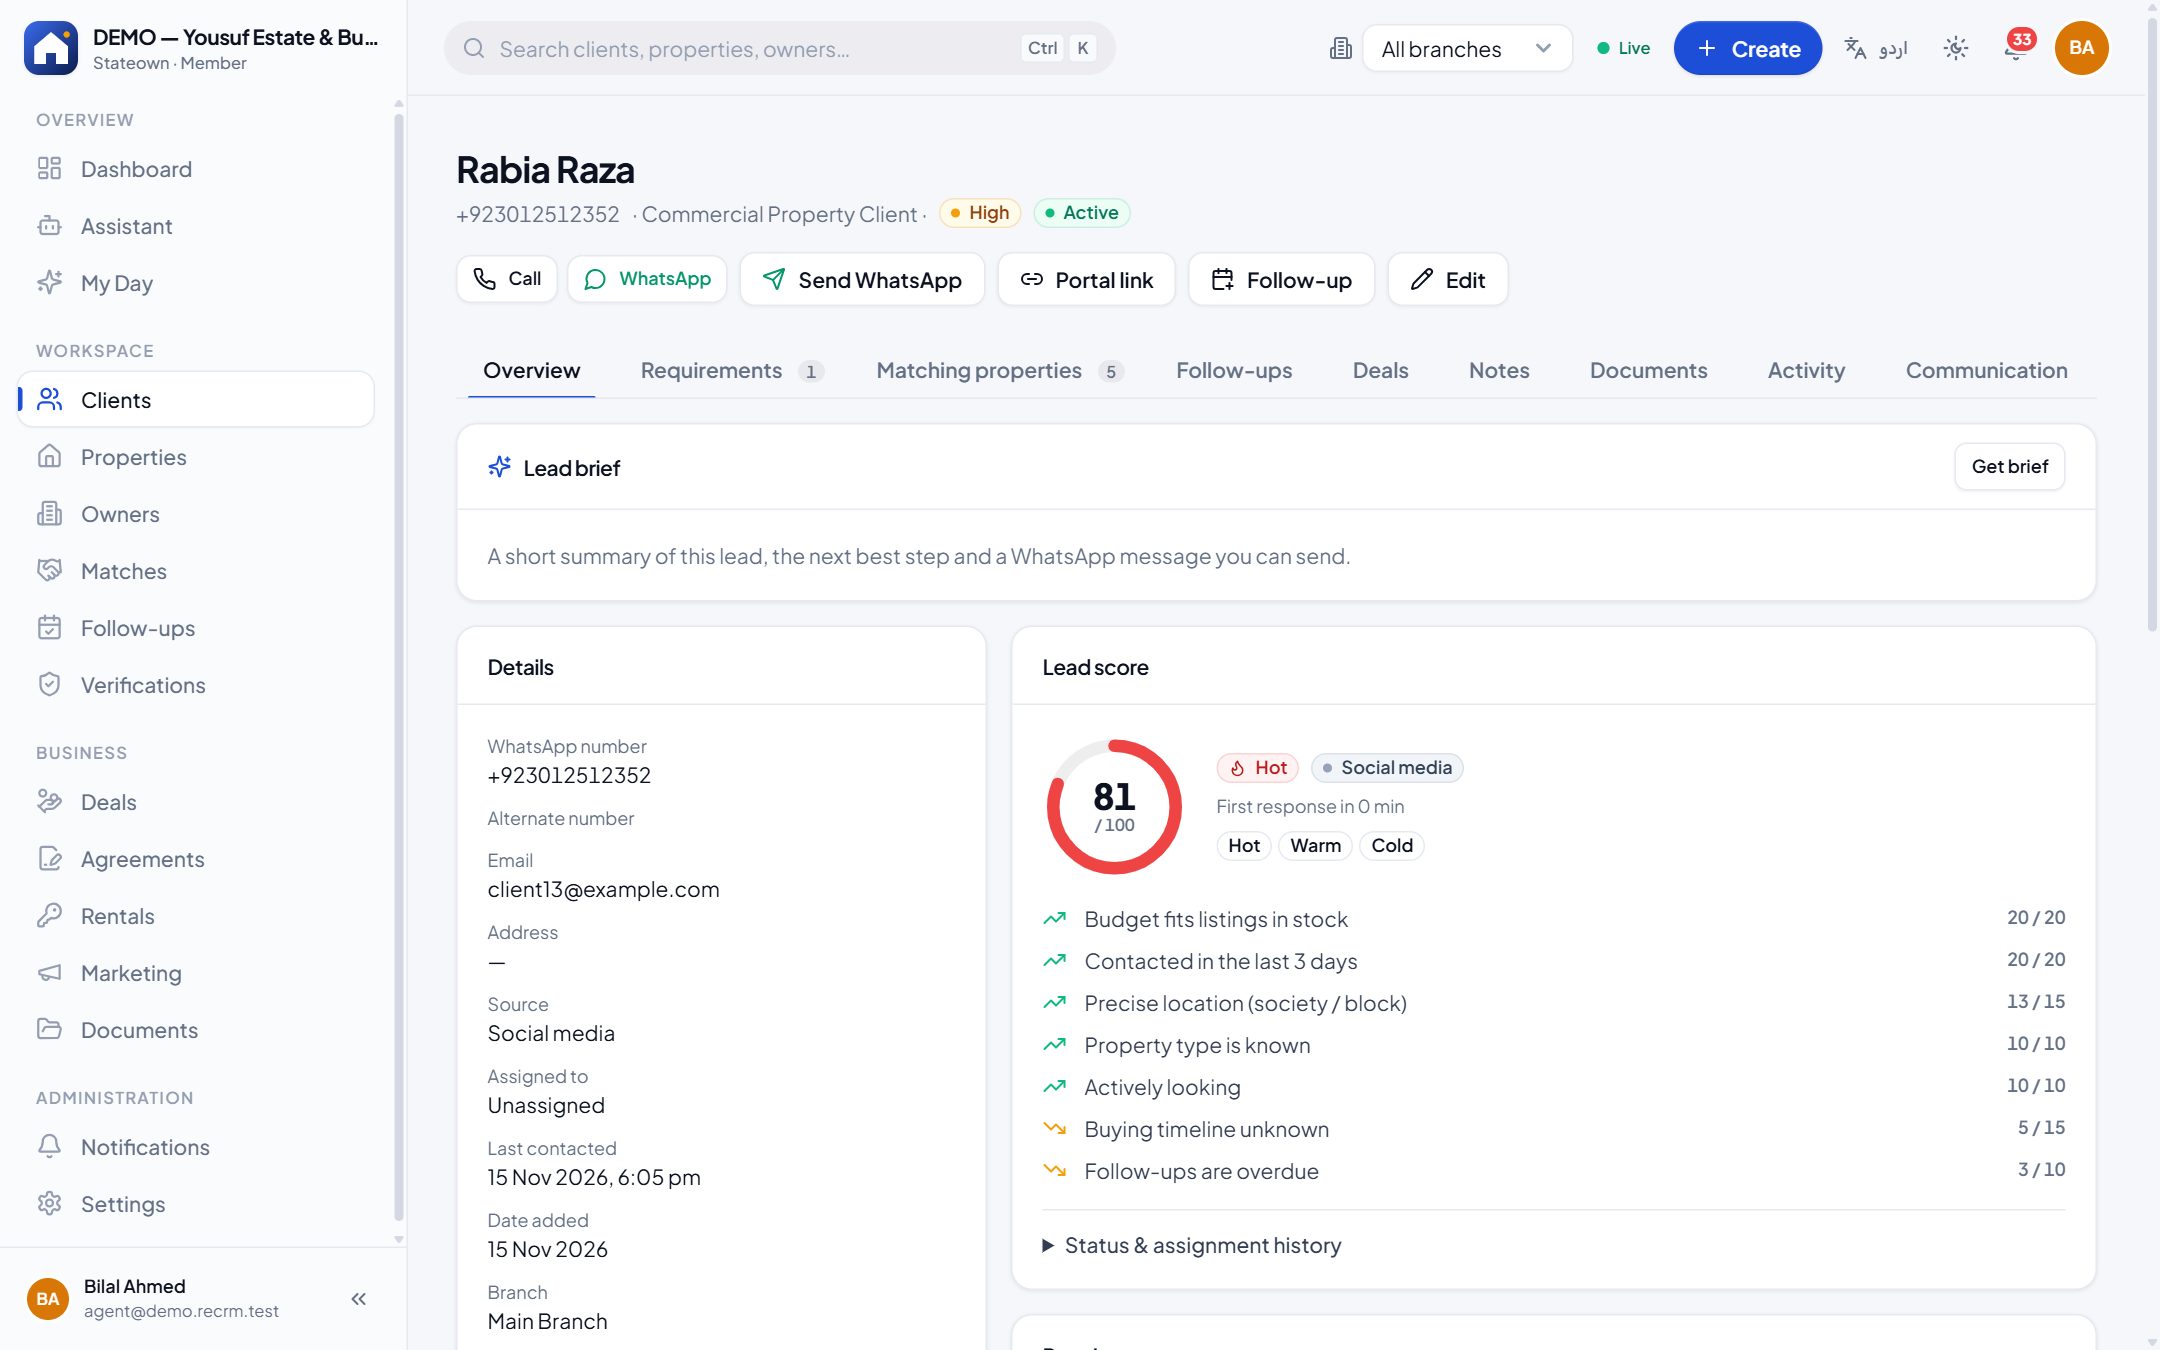 DEMO — Yousuf Estate & Bu...
Stateown · Member
Search clients, properties, owners...
Ctrl K
All branches
Live
+ Create
اردو
33
BA
OVERVIEW
Dashboard
Assistant
My Day
WORKSPACE
Clients
Properties
Owners
Matches
Follow-ups
Verifications
BUSINESS
Deals
Agreements
Rentals
Marketing
Documents
ADMINISTRATION
Notifications
Settings
BA
Bilal Ahmed
agent@demo.recrm.test
Rabia Raza
+923012512352 · Commercial Property Client · High Active
Call
WhatsApp
Send WhatsApp
Portal link
Follow-up
Edit
Overview
Requirements 1
Matching properties 5
Follow-ups
Deals
Notes
Documents
Activity
Communication
Lead brief
Get brief
A short summary of this lead, the next best step and a WhatsApp message you can send.
Details
WhatsApp number
+923012512352
Alternate number
Email
client13@example.com
Address
—
Source
Social media
Assigned to
Unassigned
Last contacted
15 Nov 2026, 6:05 pm
Date added
15 Nov 2026
Branch
Main Branch
Lead score
81
/ 100
Hot Social media
First response in 0 min
Hot Warm Cold
Budget fits listings in stock 20 / 20
Contacted in the last 3 days 20 / 20
Precise location (society / block) 13 / 15
Property type is known 10 / 10
Actively looking 10 / 10
Buying timeline unknown 5 / 15
Follow-ups are overdue 3 / 10
Status & assignment history